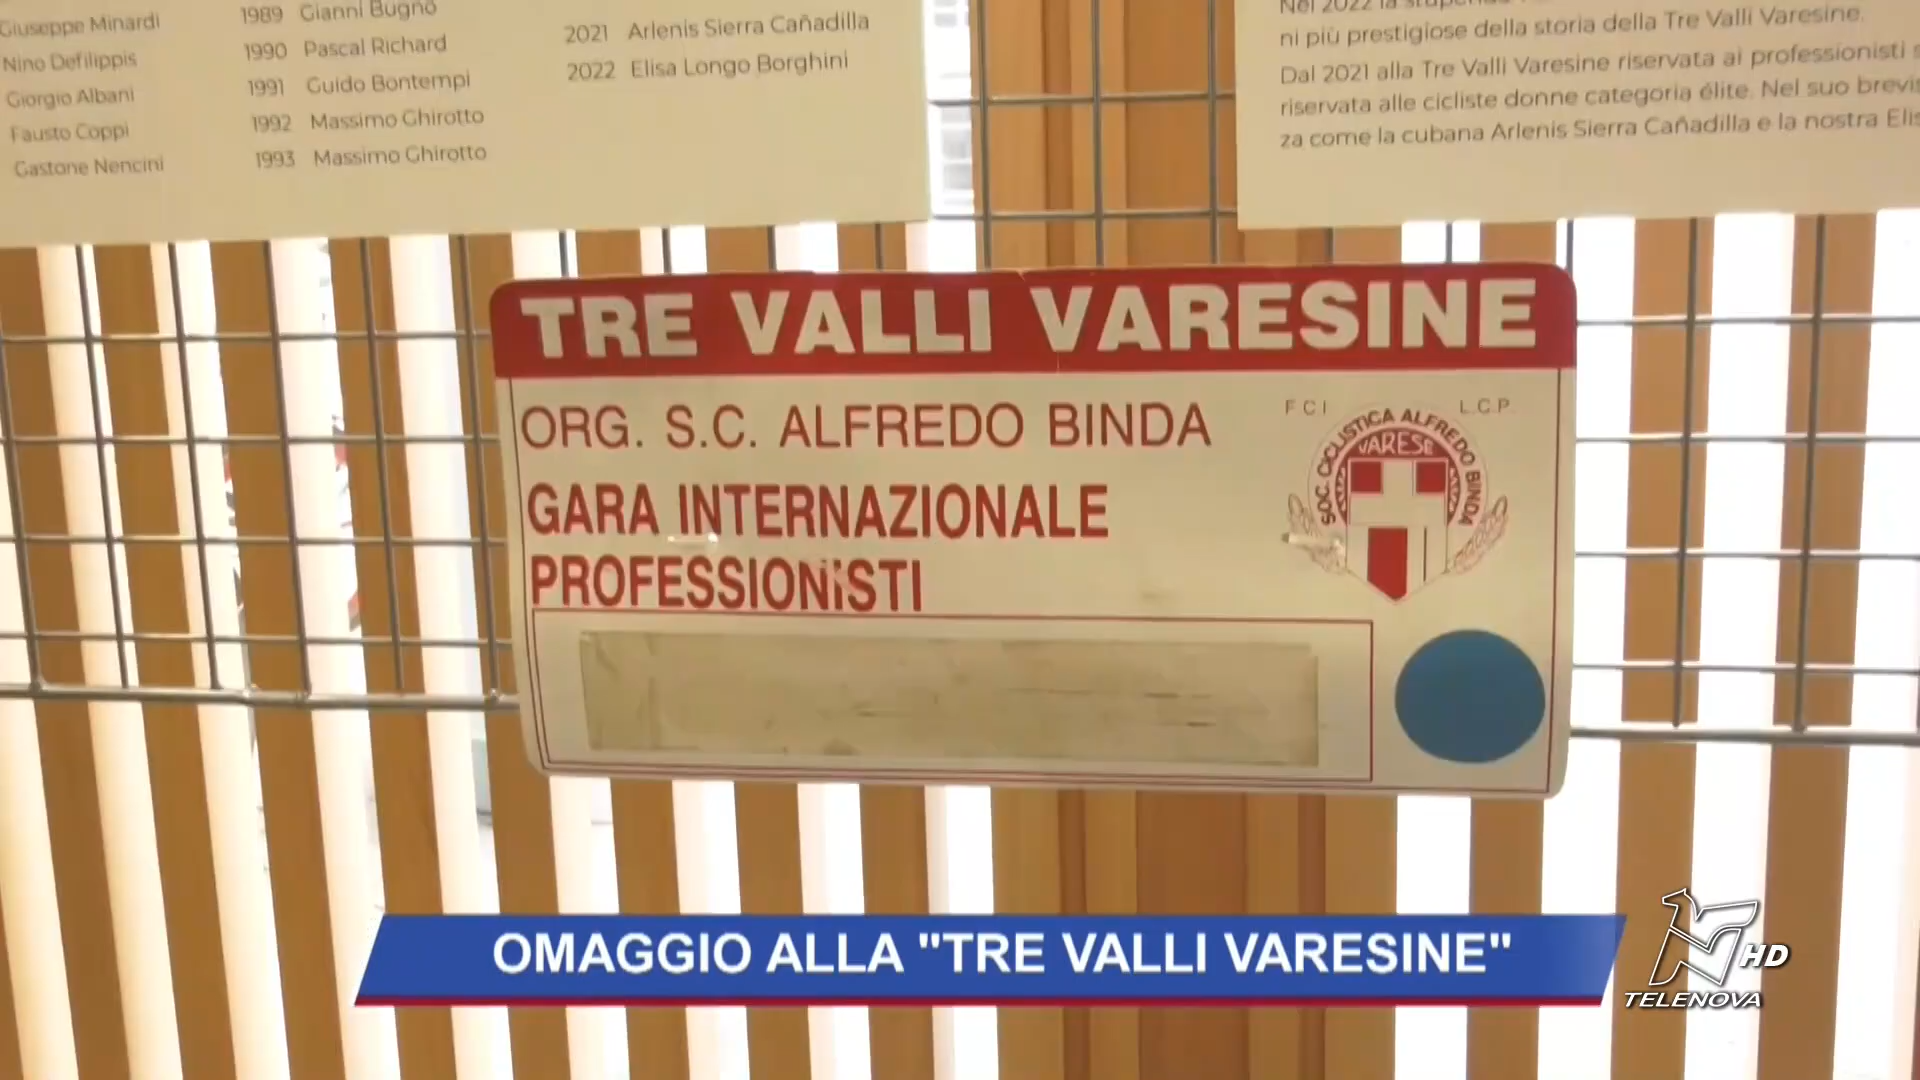 Giuseppe Minardi
Nino Defilippis
Giorgio Albani
Fausto Coppi
Gastone Nencini
1989 Gianni Bugno
1990 Pascal Richard
1991 Guido Bontempi
1992 Massimo Ghirotto
1993 Massimo Ghirotto
2021 Arlenis Sierra Cañadilla
2022 Elisa Longo Borghini
Nel 2022 la
ni più prestigiose della storia della Tre Valli Varesine.
Dal 2021 alla Tre Valli Varesine riservata ai professionisti
riservata alle cicliste donne categoria élite. Nel suo
za come la cubana Arlenis Sierra Cañadilla e la nostra
TRE VALLI VARESINE
ORG. S.C. ALFREDO BINDA
GARA INTERNAZIONALE
PROFESSIONISTI
FCI
L.C.P.
SOC. CICLISTICA ALFREDO BINDA
VARESE
OMAGGIO ALLA "TRE VALLI VARESINE"
HD
TELENOVA